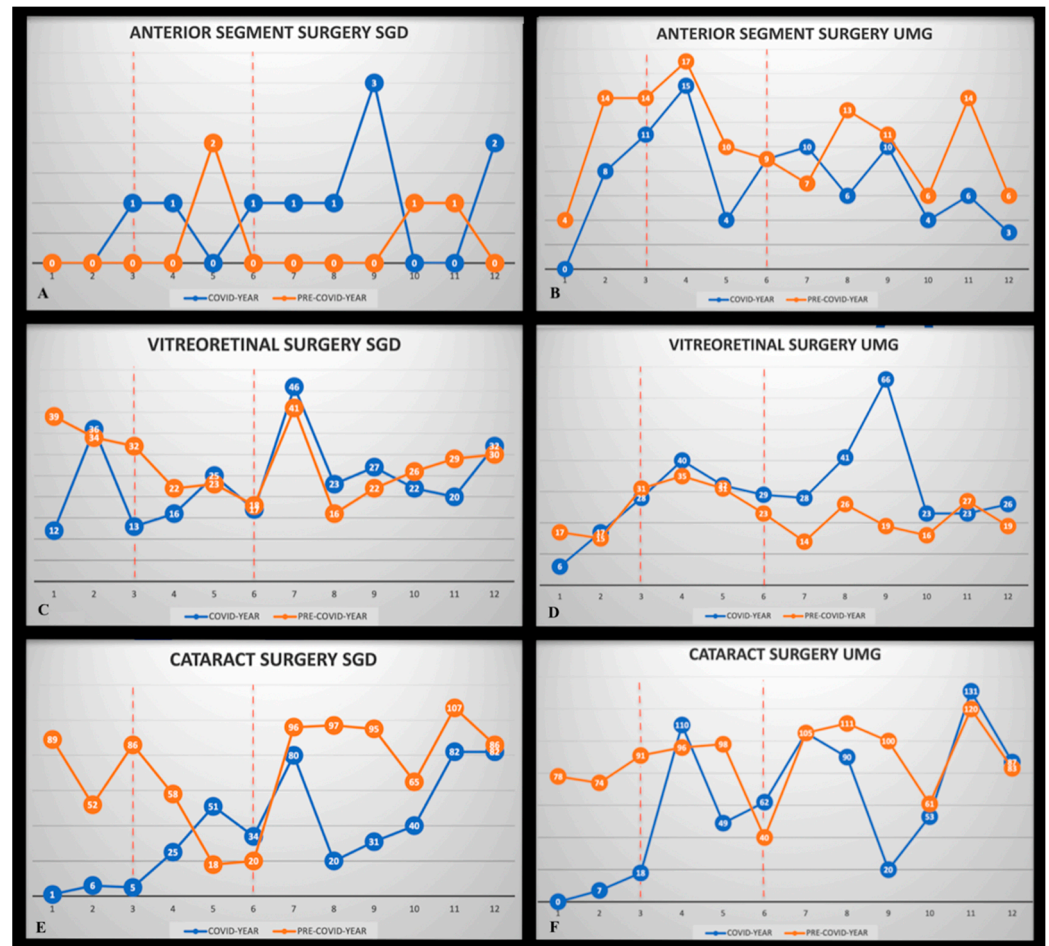 ANTERIOR SEGMENT SURGERY SGD
3
2
2
1 1 1 1 1 1 1
0 0 0 0 0 0 0 0 0 0 0 0
1 2 3 4 5 6 7 8 9 10 11 12
A
COVID-YEAR PRE-COVID-YEAR
ANTERIOR SEGMENT SURGERY UMG
4 14 14 17 10 9 7 13 11 6 14 6
0 8 11 15 4 10 6 10 4 6 3
1 2 3 4 5 6 7 8 9 10 11 12
B
COVID-YEAR PRE-COVID-YEAR
VITREORETINAL SURGERY SGD
39 34 32 22 23 41 16 22 26 29 30
12 36 13 16 25 46 23 27 22 20 32
1 2 3 4 5 6 7 8 9 10 11 12
C
COVID-YEAR PRE-COVID-YEAR
VITREORETINAL SURGERY UMG
17 15 31 35 31 23 14 26 19 16 27 19
6 17 28 40 29 28 41 66 23 23 26
1 2 3 4 5 6 7 8 9 10 11 12
D
COVID-YEAR PRE-COVID-YEAR
CATARACT SURGERY SGD
89 52 86 58 18 20 96 97 95 65 107 86
1 6 5 25 51 34 80 20 31 40 82 82
1 2 3 4 5 6 7 8 9 10 11 12
E
COVID-YEAR PRE-COVID-YEAR
CATARACT SURGERY UMG
78 74 91 96 98 40 105 111 100 61 120 83
0 7 18 110 49 62 90 20 53 131
1 2 3 4 5 6 7 8 9 10 11 12
F
COVID-YEAR PRE-COVID-YEAR